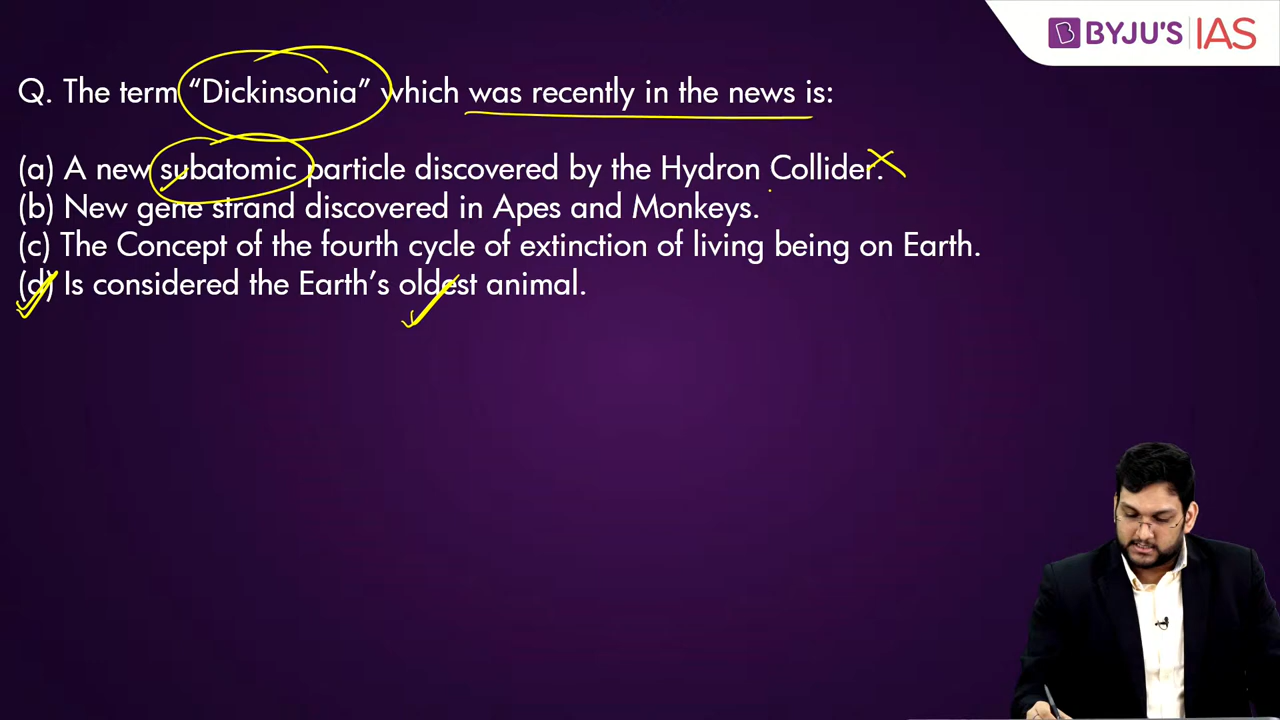 BYJU'S IAS
Q. The term “Dickinsonia” which was recently in the news is:
(a) A new subatomic particle discovered by the Hydron Collider.
(b) New gene strand discovered in Apes and Monkeys.
(c) The Concept of the fourth cycle of extinction of living being on Earth.
(d) Is considered the Earth’s oldest animal.